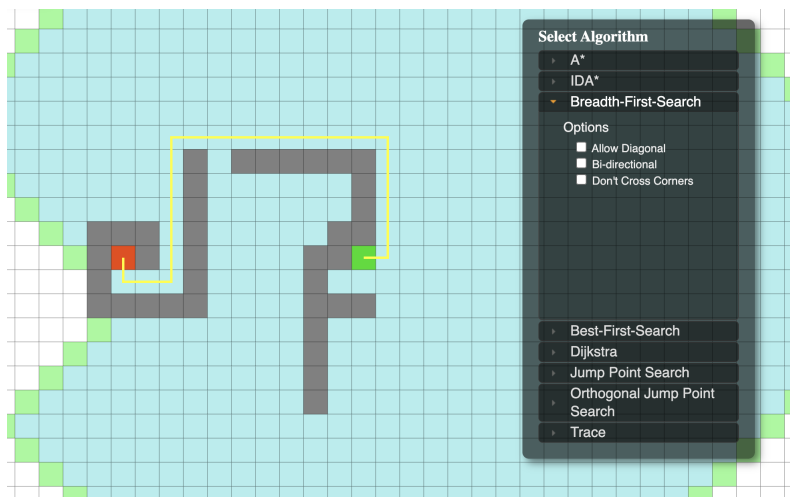 Select Algorithm
A*
IDA*
Breadth-First-Search
Options
Allow Diagonal
Bi-directional
Don't Cross Corners
Best-First-Search
Dijkstra
Jump Point Search
Orthogonal Jump Point
Search
Trace